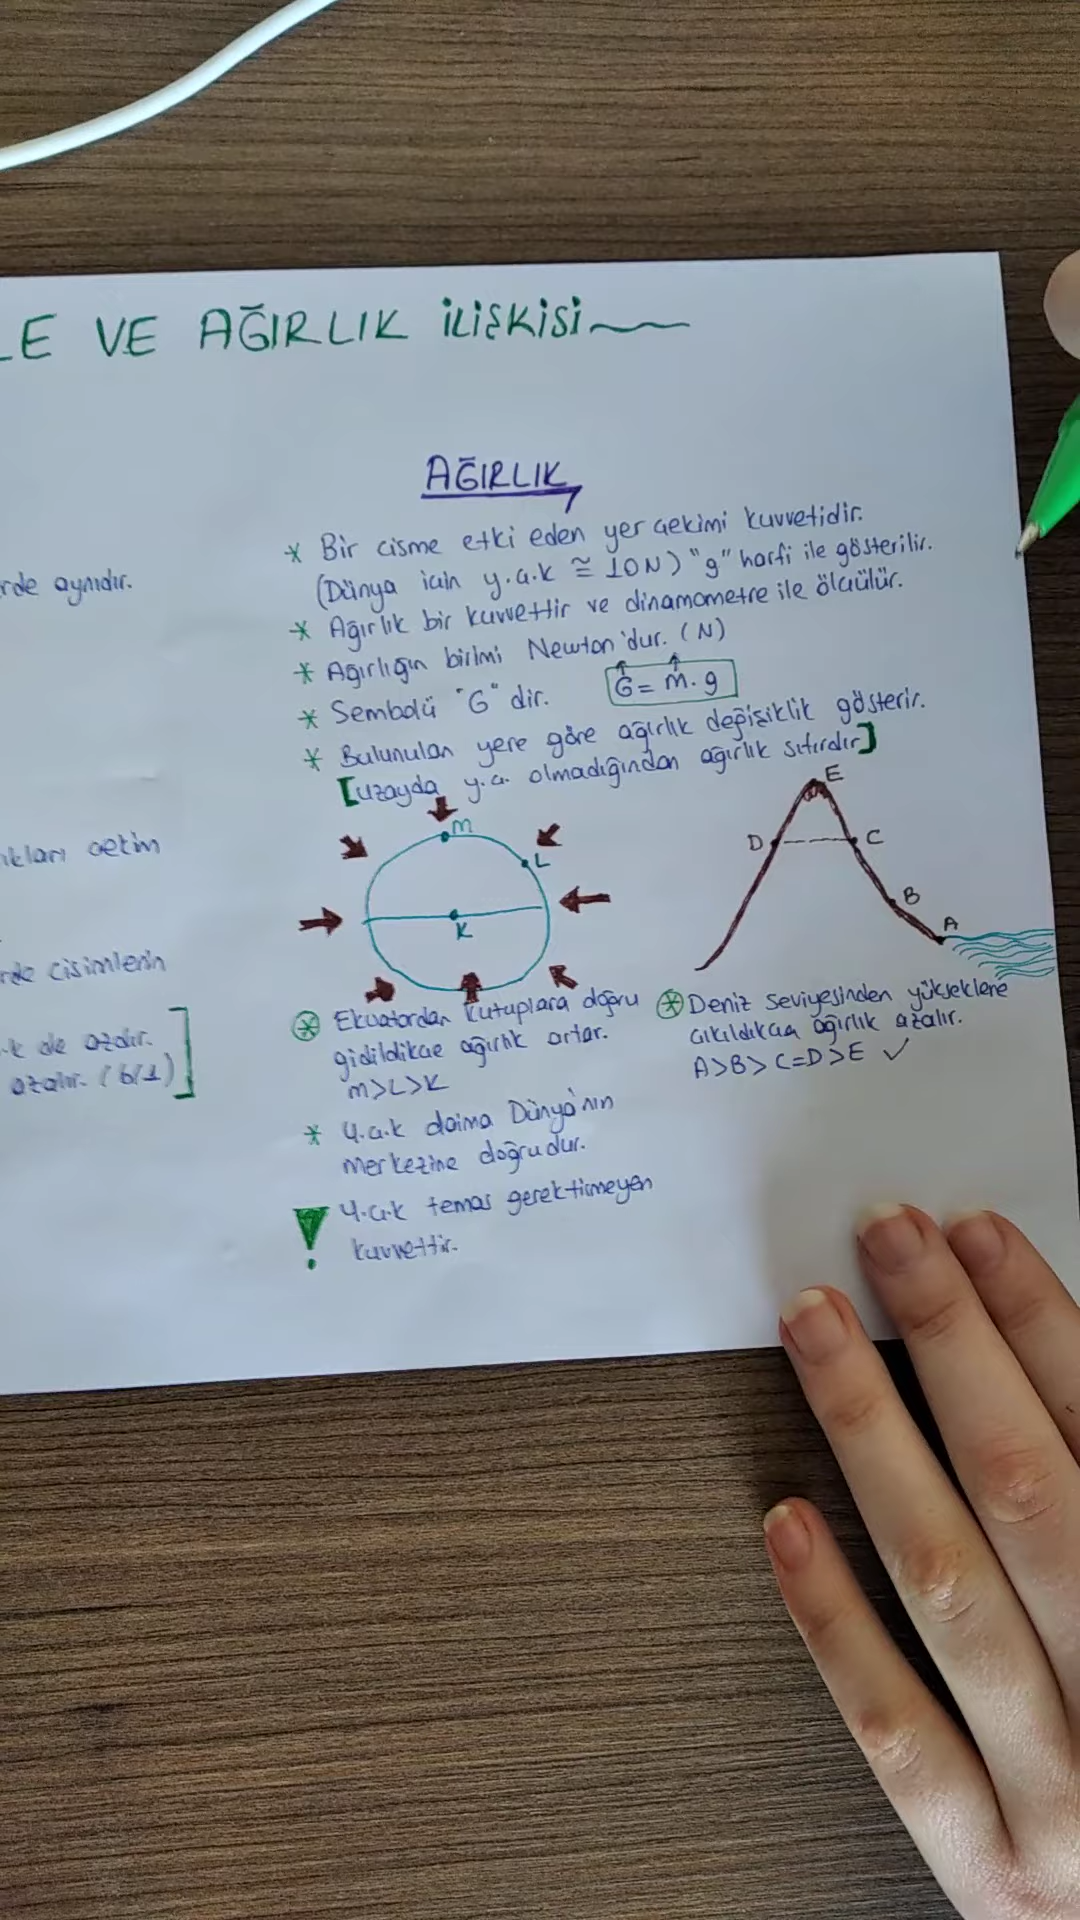 LE VE AĞIRLIK İLİŞKİSİ
rde aynıdır.
ıkları çekim
rde cisimlerin
k de azdır.
azalır. (6/1)
AĞIRLIK
* Bir cisme etki eden yer çekimi kuvvetidir.
(Dünya için y.ç.k ≅ 10N) "g" harfi ile gösterilir.
* Ağırlık bir kuvvettir ve dinamometre ile ölçülür.
* Ağırlığın birimi Newton'dur. (N)
* Sembolü "G" dir. G = m.g
* Bulunulan yere göre ağırlık değişiklik gösterir.
[uzayda y.ç. olmadığından ağırlık sıfırdır]
M
L
K
E
D
C
B
A
* Ekvatordan kutuplara doğru
gidildikçe ağırlık artar.
M>L>K
* Deniz seviyesinden yükseklere
çıkıldıkça ağırlık azalır.
A>B>C=D>E ✓
* Y.ç.k daima Dünya'nın
merkezine doğrudur.
! Y.ç.k temas gerektirmeyen
kuvvettir.